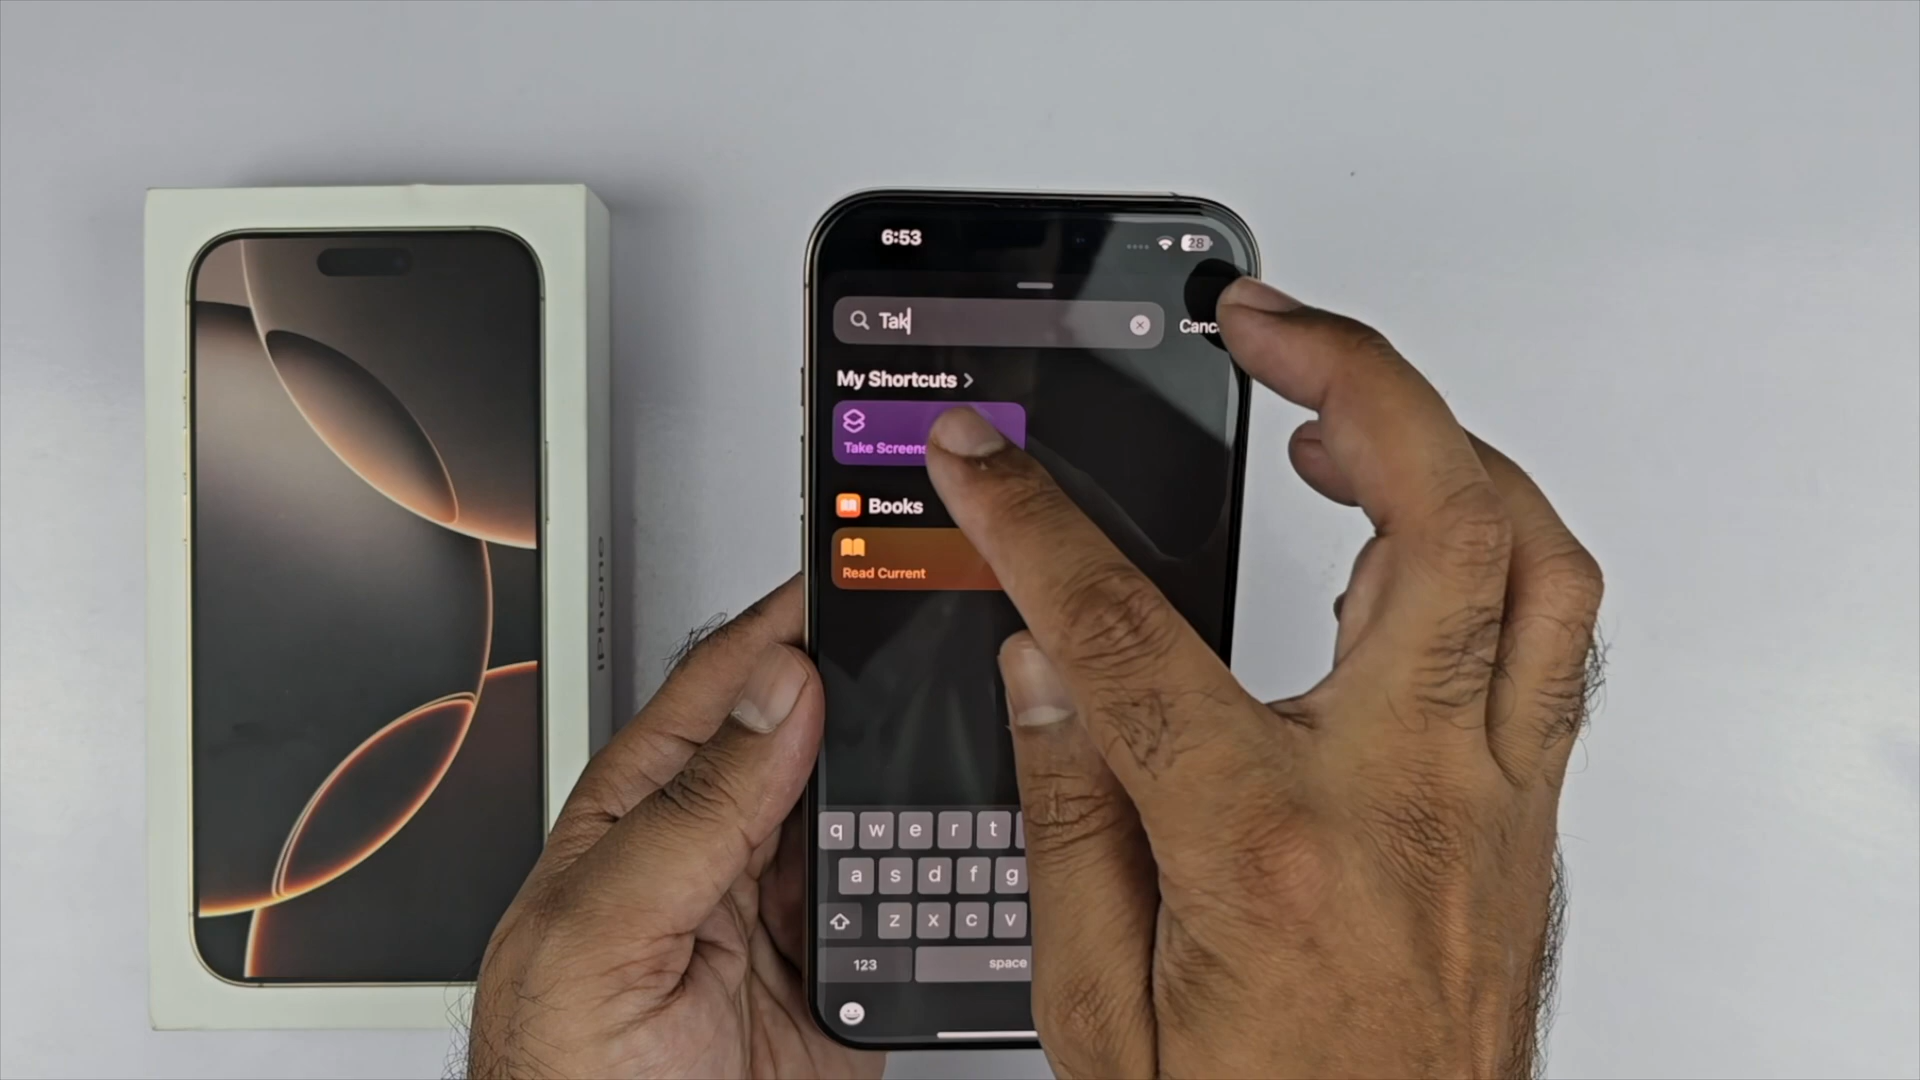 iPhone
6:53
28
Tak
Canc
My Shortcuts >
Take Screens
Books
Read Current
q w e r t
a s d f g
z x c v
123
space